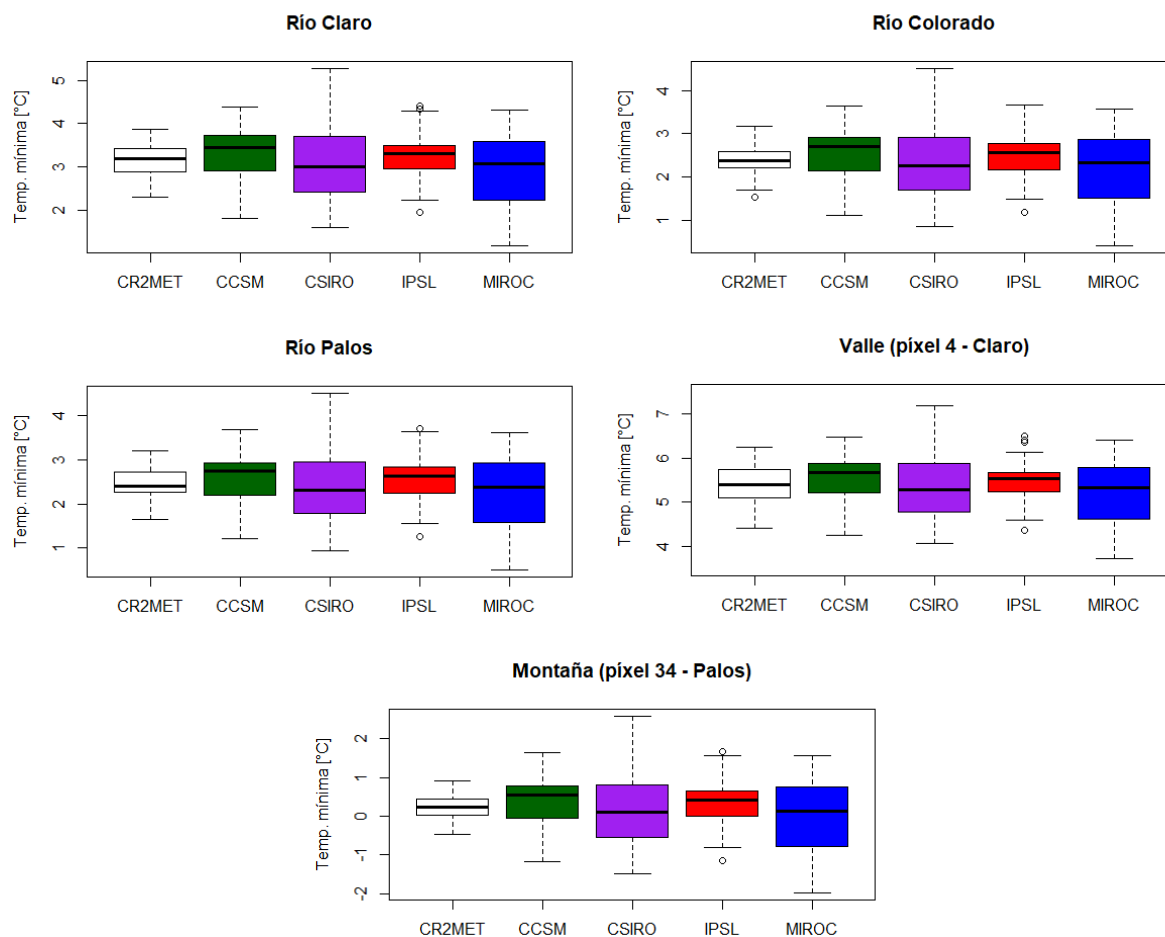 Río Claro
Temp. mínima [°C]
5
4
3
2
CR2MET CCSM CSIRO IPSL MIROC
Río Colorado
Temp. mínima [°C]
4
3
2
1
CR2MET CCSM CSIRO IPSL MIROC
Río Palos
Temp. mínima [°C]
4
3
2
1
CR2MET CCSM CSIRO IPSL MIROC
Valle (píxel 4 - Claro)
Temp. mínima [°C]
7
6
5
4
CR2MET CCSM CSIRO IPSL MIROC
Montaña (píxel 34 - Palos)
Temp. mínima [°C]
2
1
0
-1
-2
CR2MET CCSM CSIRO IPSL MIROC